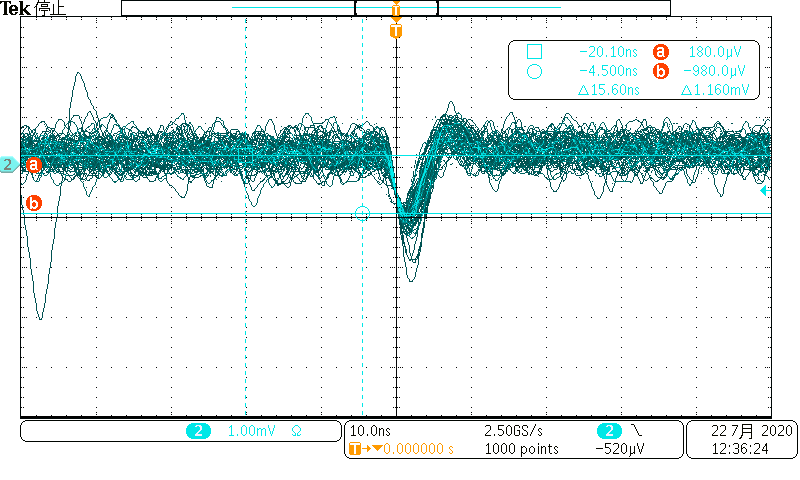 Tek 停止
T
T
−20.10ns a 180.0μV
−4.500ns b −980.0μV
Δ15.60ns Δ1.160mV
2
a
b
2 1.00mV Ω
10.0ns 2.50GS/s 2
T→▼0.000000 s 1000 points −520μV
22 7月 2020
12:36:24